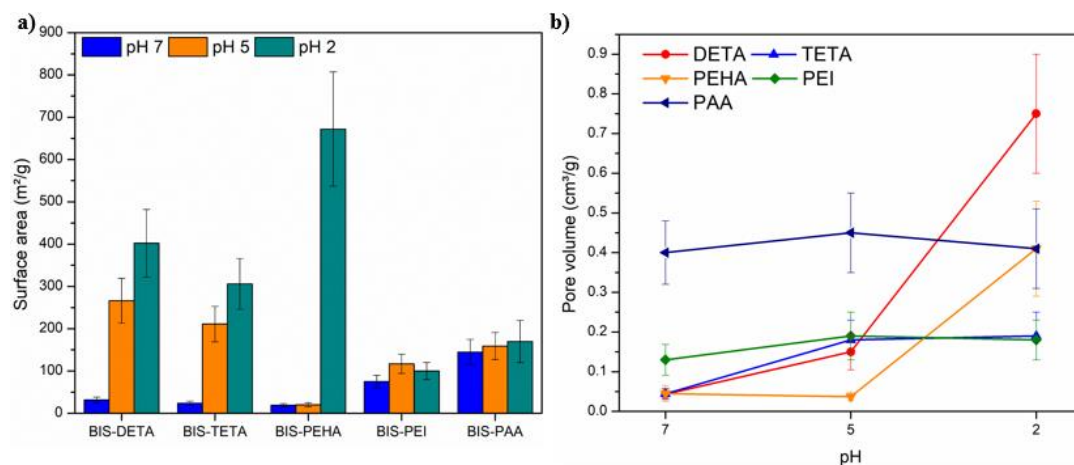 a)
900
800
700
600
500
400
300
200
100
0
Surface area (m²/g)
pH 7 pH 5 pH 2
BIS-DETA BIS-TETA BIS-PEHA BIS-PEI BIS-PAA
b)
0.9
0.8
0.7
0.6
0.5
0.4
0.3
0.2
0.1
0.0
Pore volume (cm³/g)
DETA TETA
PEHA PEI
PAA
7 5 2
pH